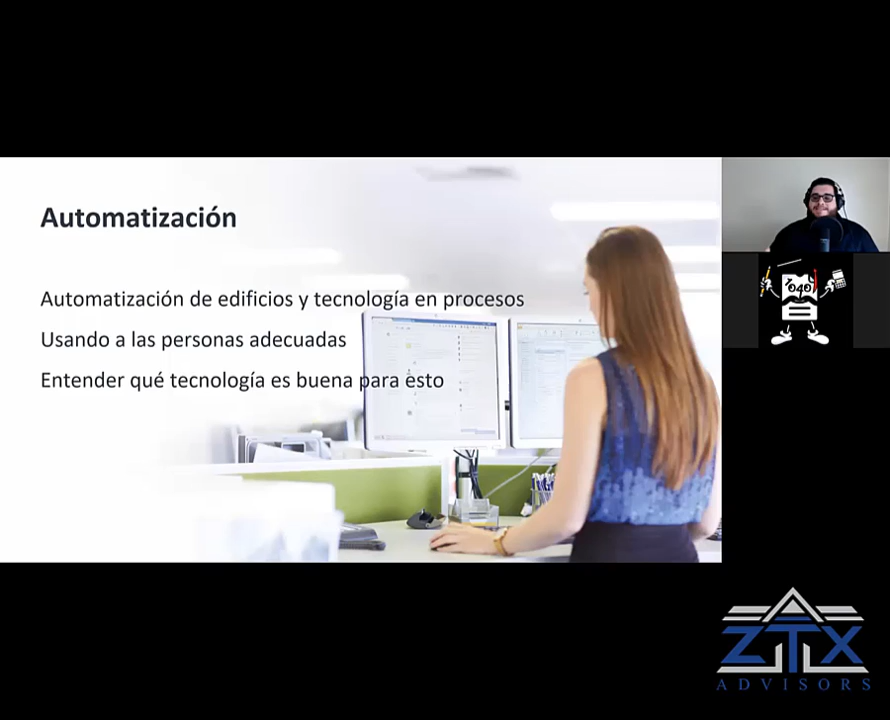 Automatización
Automatización de edificios y tecnología en procesos
Usando a las personas adecuadas
Entender qué tecnología es buena para esto
1040
ZTX
ADVISORS